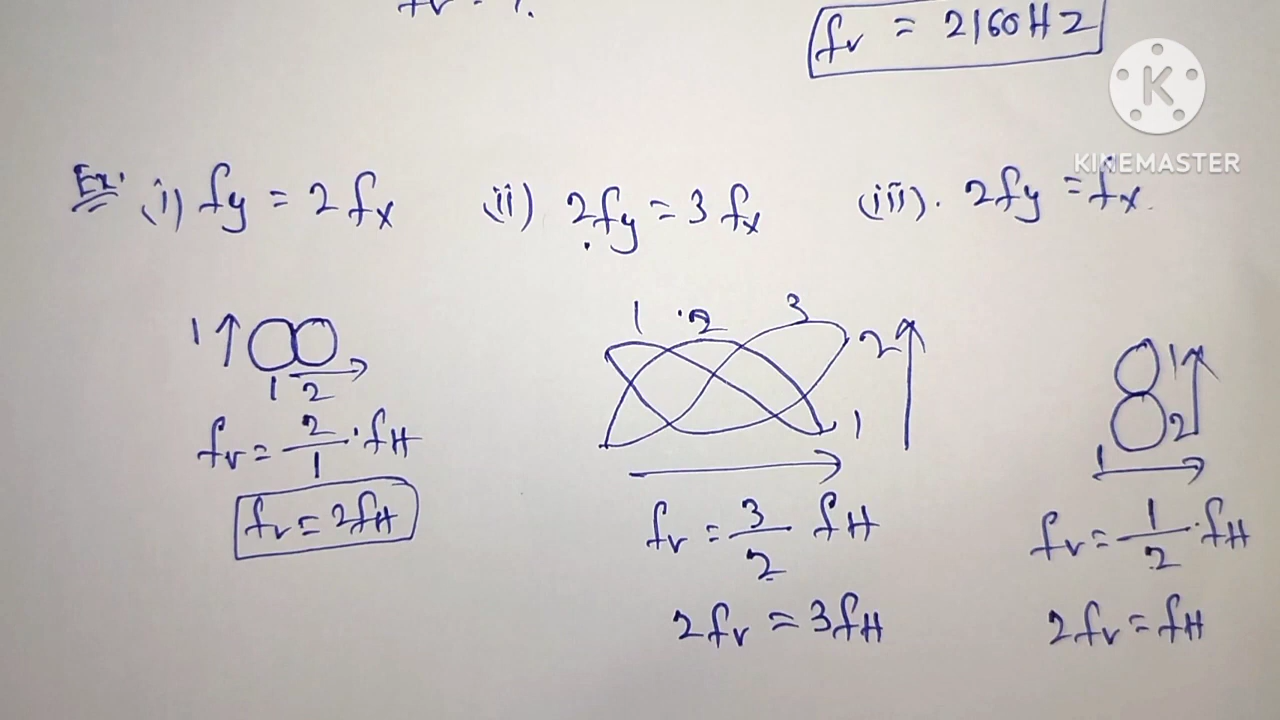 fv = ?.
fv = 2160HZ
K
KINEMASTER
Ex:
(i) fy = 2fx
(ii) 2fy = 3fx
(iii). 2fy = fx.
1
1 2
fv = 2/1 · fH
fv = 2fH
1 2 3
2
1
fv = 3/2 fH
2fv = 3fH
1
2
1
fv = 1/2 · fH
2fv = fH